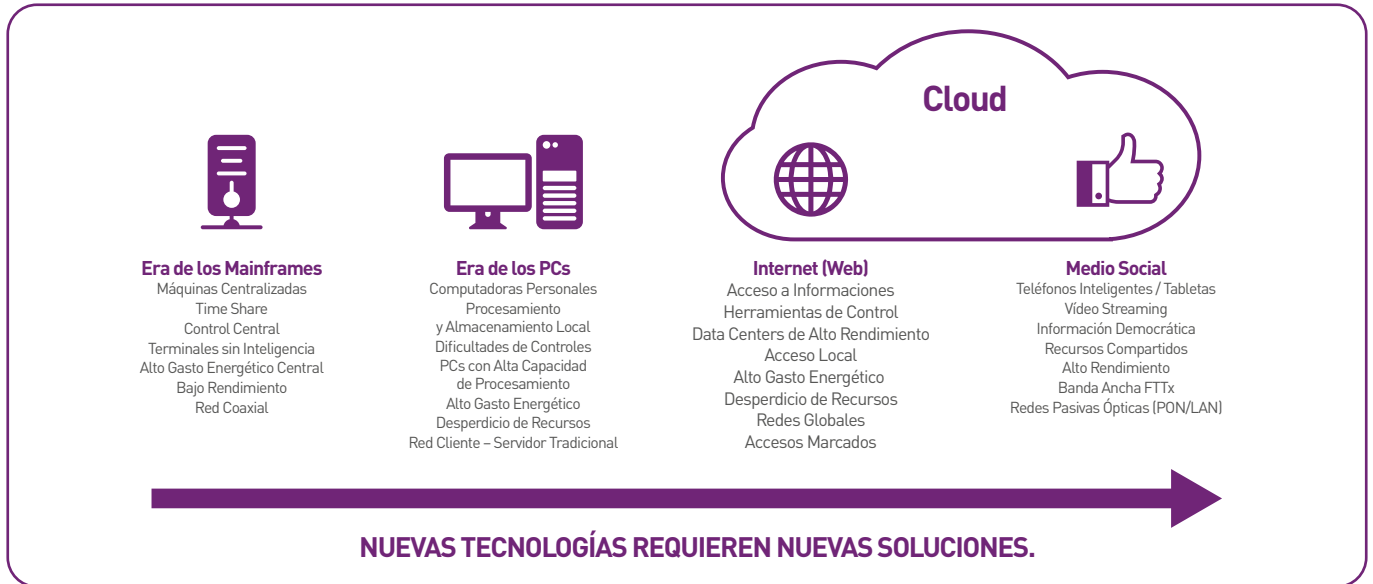 Cloud
Era de los Mainframes
Máquinas Centralizadas
Time Share
Control Central
Terminales sin Inteligencia
Alto Gasto Energético Central
Bajo Rendimiento
Red Coaxial
Era de los PCs
Computadoras Personales
Procesamiento
y Almacenamiento Local
Dificultades de Controles
PCs con Alta Capacidad
de Procesamiento
Alto Gasto Energético
Desperdicio de Recursos
Red Cliente – Servidor Tradicional
Internet (Web)
Acceso a Informaciones
Herramientas de Control
Data Centers de Alto Rendimiento
Acceso Local
Alto Gasto Energético
Desperdicio de Recursos
Redes Globales
Accesos Marcados
Medio Social
Teléfonos Inteligentes / Tabletas
Vídeo Streaming
Información Democrática
Recursos Compartidos
Alto Rendimiento
Banda Ancha FTTx
Redes Pasivas Ópticas (PON/LAN)
NUEVAS TECNOLOGÍAS REQUIEREN NUEVAS SOLUCIONES.